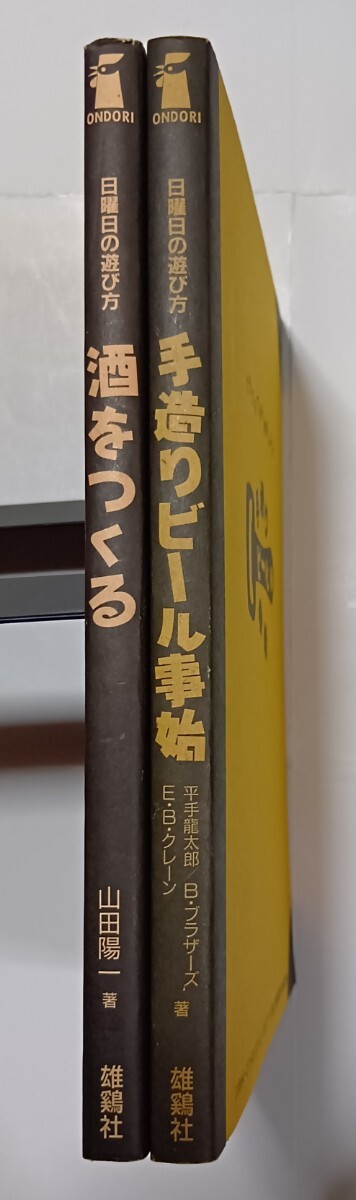 ONDORI
日曜日の遊び方
酒をつくる
山田陽一 著
雄鷄社
ONDORI
日曜日の遊び方
手造りビール事始
平手龍太郎/B・ブラザーズ
E・B・クレーン
著
雄鷄社